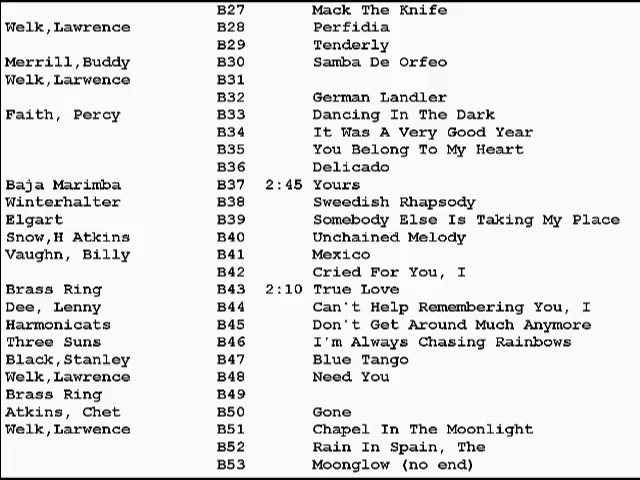 B27 Mack The Knife
Welk,Lawrence B28 Perfidia
B29 Tenderly
Merrill,Buddy B30 Samba De Orfeo
Welk,Larwence B31
B32 German Landler
Faith, Percy B33 Dancing In The Dark
B34 It Was A Very Good Year
B35 You Belong To My Heart
B36 Delicado
Baja Marimba B37 2:45 Yours
Winterhalter B38 Sweedish Rhapsody
Elgart B39 Somebody Else Is Taking My Place
Snow,H Atkins B40 Unchained Melody
Vaughn, Billy B41 Mexico
B42 Cried For You, I
Brass Ring B43 2:10 True Love
Dee, Lenny B44 Can't Help Remembering You, I
Harmonicats B45 Don't Get Around Much Anymore
Three Suns B46 I'm Always Chasing Rainbows
Black,Stanley B47 Blue Tango
Welk,Lawrence B48 Need You
Brass Ring B49
Atkins, Chet B50 Gone
Welk,Larwence B51 Chapel In The Moonlight
B52 Rain In Spain, The
B53 Moonglow (no end)